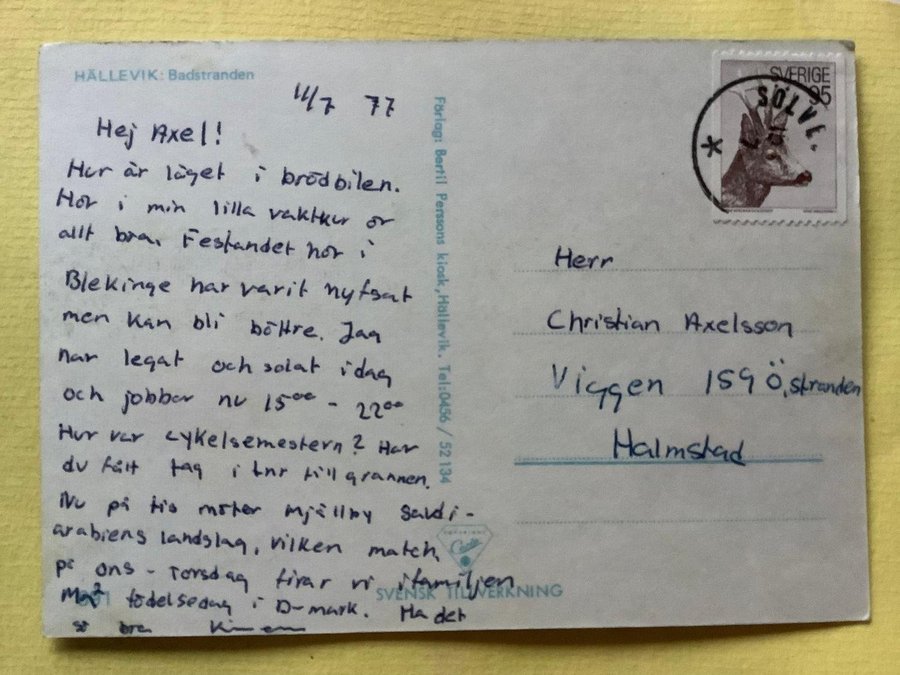 HÄLLEVIK: Badstranden
11/7 77
Hej Axel!
Hur är läget i brödbilen.
Här i min lilla vaktkur är
allt bra. Festandet här i
Blekinge har varit nyfsat
men kan bli bättre. Jag
har legat och solat idag
och jobbar nu 15⁰⁰ - 22⁰⁰
Hur var cykelsemestern? Har
du fått tag i tnr till grannen.
Nu på tis möter Mjällby Saudi-
arabiens landslag, vilken match
på ons - Torsdag firar vi i familjen
födelsedag i D-mark. Ha det
så bra
Förlag: Bertil Perssons kiosk, Hällevik. Tel: 0456 / 52 134
SVENSK TILLVERKNING
SVERIGE
95
Herr
Christian Axelsson
Viggen 159 Ö. stranden
Halmstad